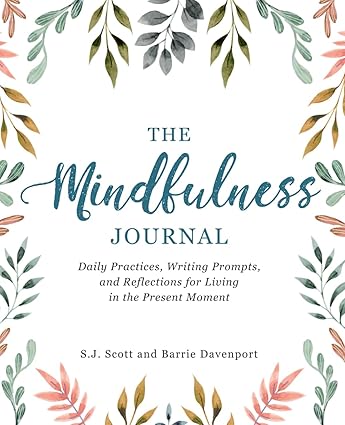 THE
Mindfulness
JOURNAL
Daily Practices, Writing Prompts,
and Reflections for Living
in the Present Moment
S.J. Scott and Barrie Davenport